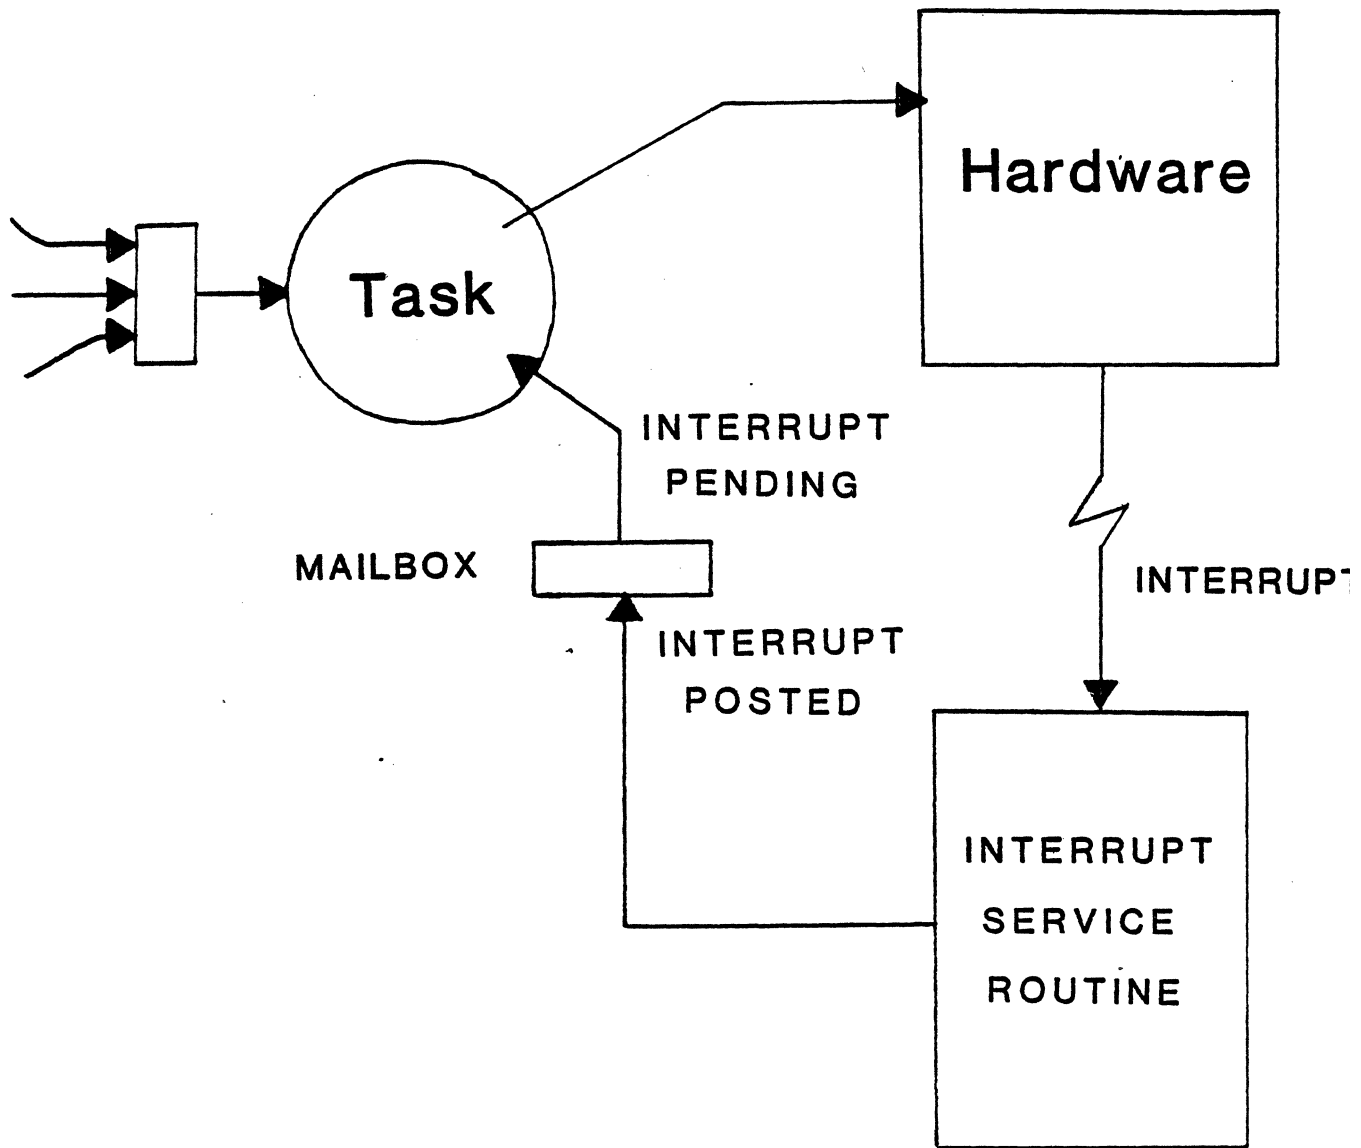 Hardware
Task
INTERRUPT
PENDING
MAILBOX
INTERRUPT
INTERRUPT
POSTED
INTERRUPT
SERVICE
ROUTINE